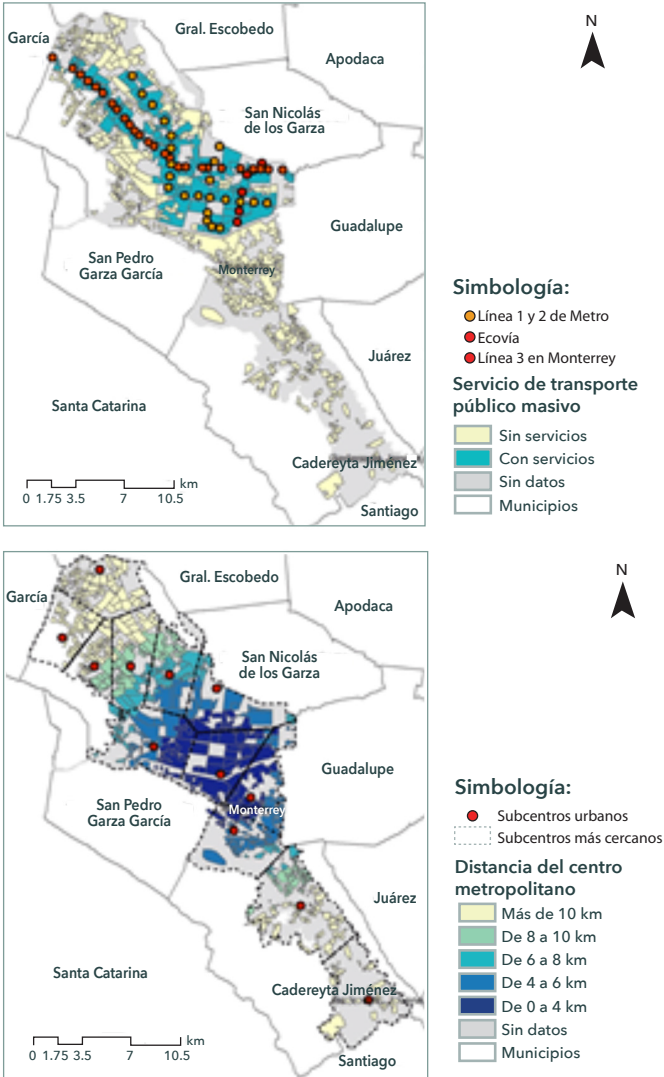 García
Gral. Escobedo
Apodaca
N
San Nicolás
de los Garza
Guadalupe
San Pedro
Garza García
Monterrey
Juárez
Santa Catarina
Cadereyta Jiménez
Santiago
km
0 1.75 3.5 7 10.5
Simbología:
Línea 1 y 2 de Metro
Ecovía
Línea 3 en Monterrey
Servicio de transporte
público masivo
Sin servicios
Con servicios
Sin datos
Municipios
García
Gral. Escobedo
Apodaca
N
San Nicolás
de los Garza
Guadalupe
San Pedro
Garza García
Monterrey
Juárez
Santa Catarina
Cadereyta Jiménez
Santiago
km
0 1.75 3.5 7 10.5
Simbología:
Subcentros urbanos
Subcentros más cercanos
Distancia del centro
metropolitano
Más de 10 km
De 8 a 10 km
De 6 a 8 km
De 4 a 6 km
De 0 a 4 km
Sin datos
Municipios